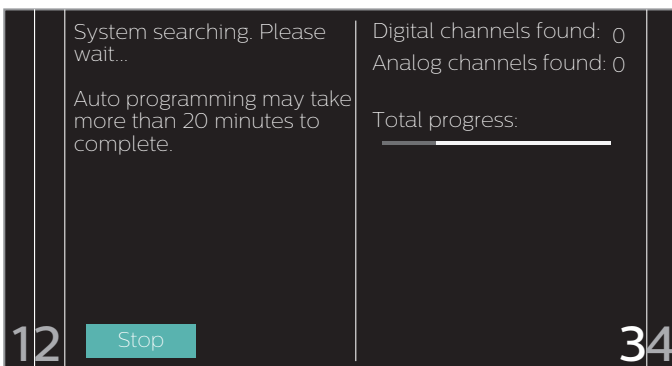 System searching. Please
wait...
Auto programming may take
more than 20 minutes to
complete.
Digital channels found: 0
Analog channels found: 0
Total progress:
12
Stop
34